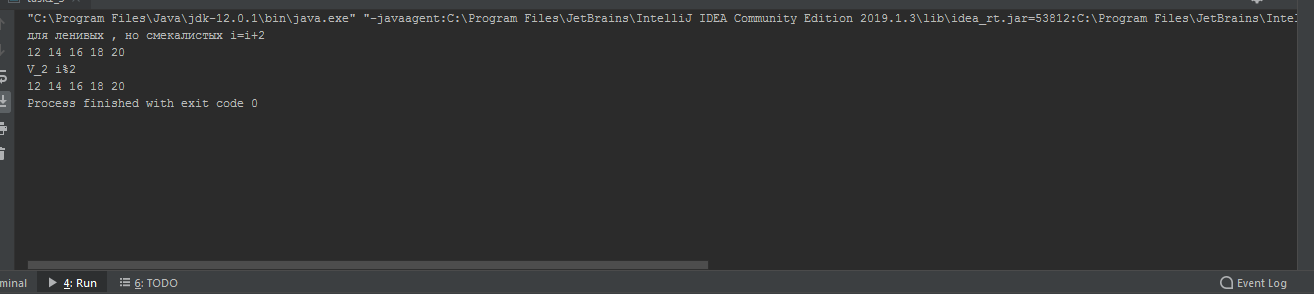 "C:\Program Files\Java\jdk-12.0.1\bin\java.exe" "-javaagent:C:\Program Files\JetBrains\IntelliJ IDEA Community Edition 2019.1.3\lib\idea_rt.jar=53812:C:\Program Files\JetBrains\Intel
для ленивых , но смекалистых i=i+2
12 14 16 18 20
V_2 i%2
12 14 16 18 20
Process finished with exit code 0
minal 4: Run 6: TODO Event Log